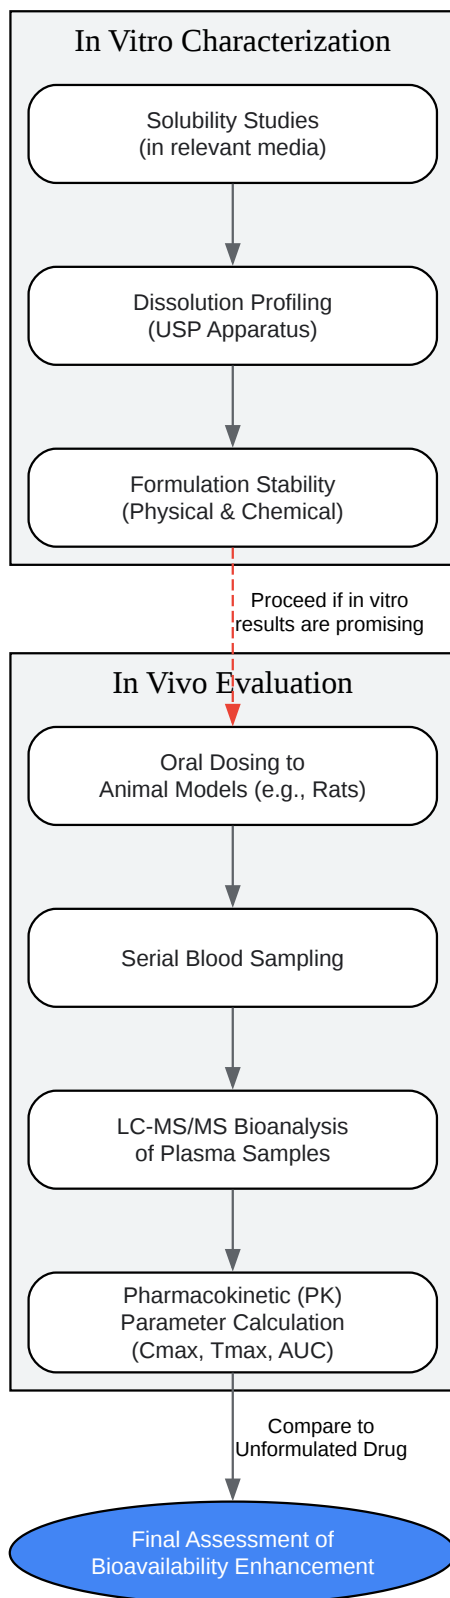 In Vitro Characterization
Solubility Studies
(in relevant media)
Dissolution Profiling
(USP Apparatus)
Formulation Stability
(Physical & Chemical)
Proceed if in vitro
results are promising
In Vivo Evaluation
Oral Dosing to
Animal Models (e.g., Rats)
Serial Blood Sampling
LC-MS/MS Bioanalysis
of Plasma Samples
Pharmacokinetic (PK)
Parameter Calculation
(Cmax, Tmax, AUC)
Compare to
Unformulated Drug
Final Assessment of
Bioavailability Enhancement